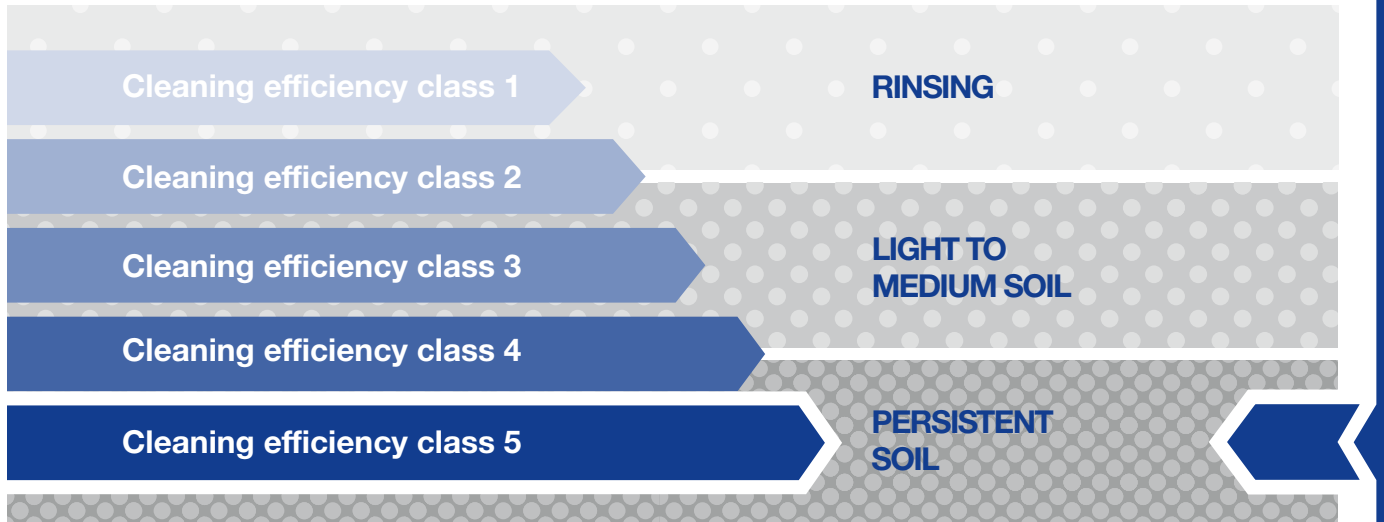 Cleaning efficiency class 1
RINSING
Cleaning efficiency class 2
Cleaning efficiency class 3
LIGHT TO
MEDIUM SOIL
Cleaning efficiency class 4
Cleaning efficiency class 5
PERSISTENT
SOIL